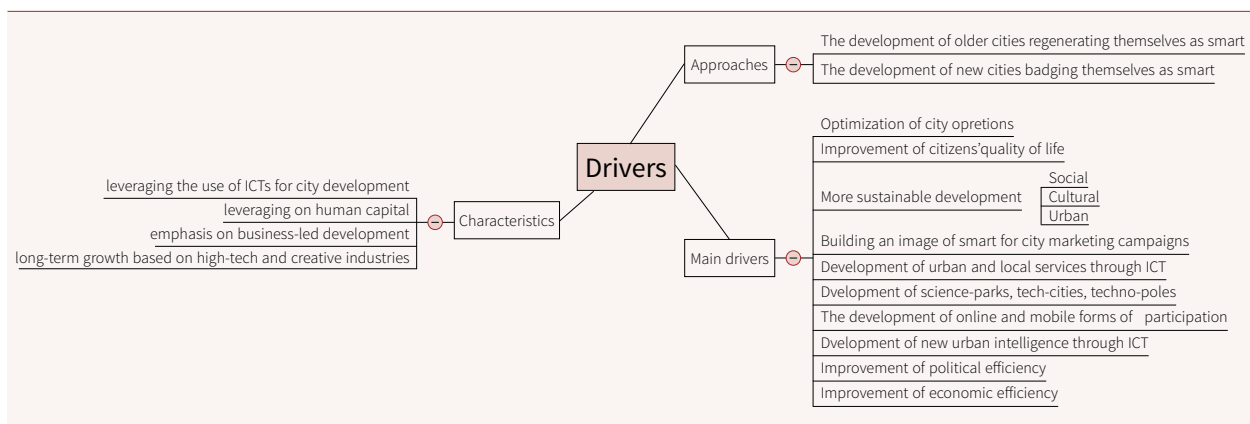 Drivers
Approaches
The development of older cities regenerating themselves as smart
The development of new cities badging themselves as smart
Main drivers
Optimization of city opretions
Improvement of citizens'quality of life
More sustainable development
Social
Cultural
Urban
Building an image of smart for city marketing campaigns
Development of urban and local services through ICT
Dvelopment of science-parks, tech-cities, techno-poles
The development of online and mobile forms of participation
Dvelopment of new urban intelligence through ICT
Improvement of political efficiency
Improvement of economic efficiency
Characteristics
leveraging the use of ICTs for city development
leveraging on human capital
emphasis on business-led development
long-term growth based on high-tech and creative industries